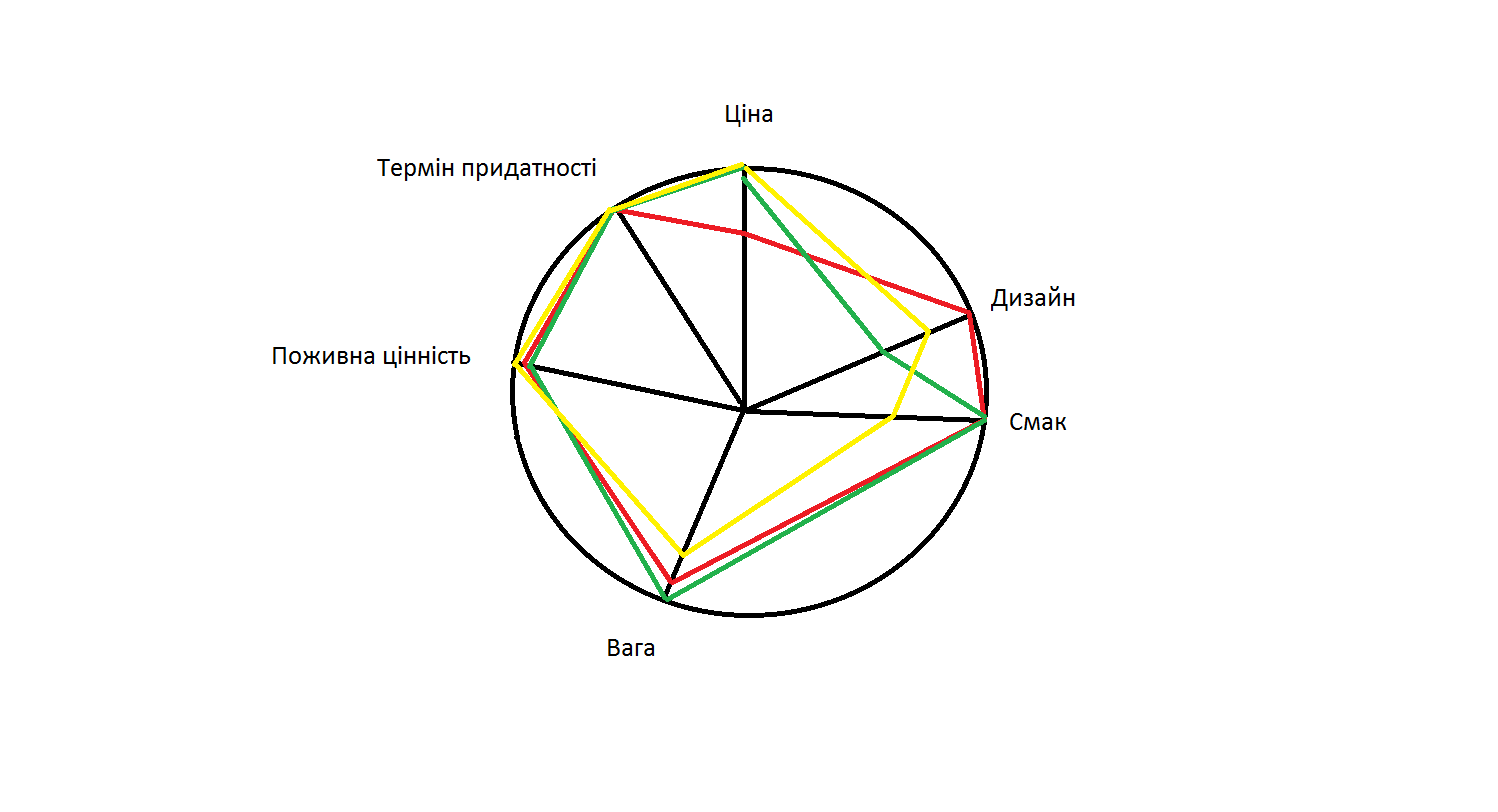 Ціна
Термін придатності
Дизайн
Поживна цінність
Смак
Вага